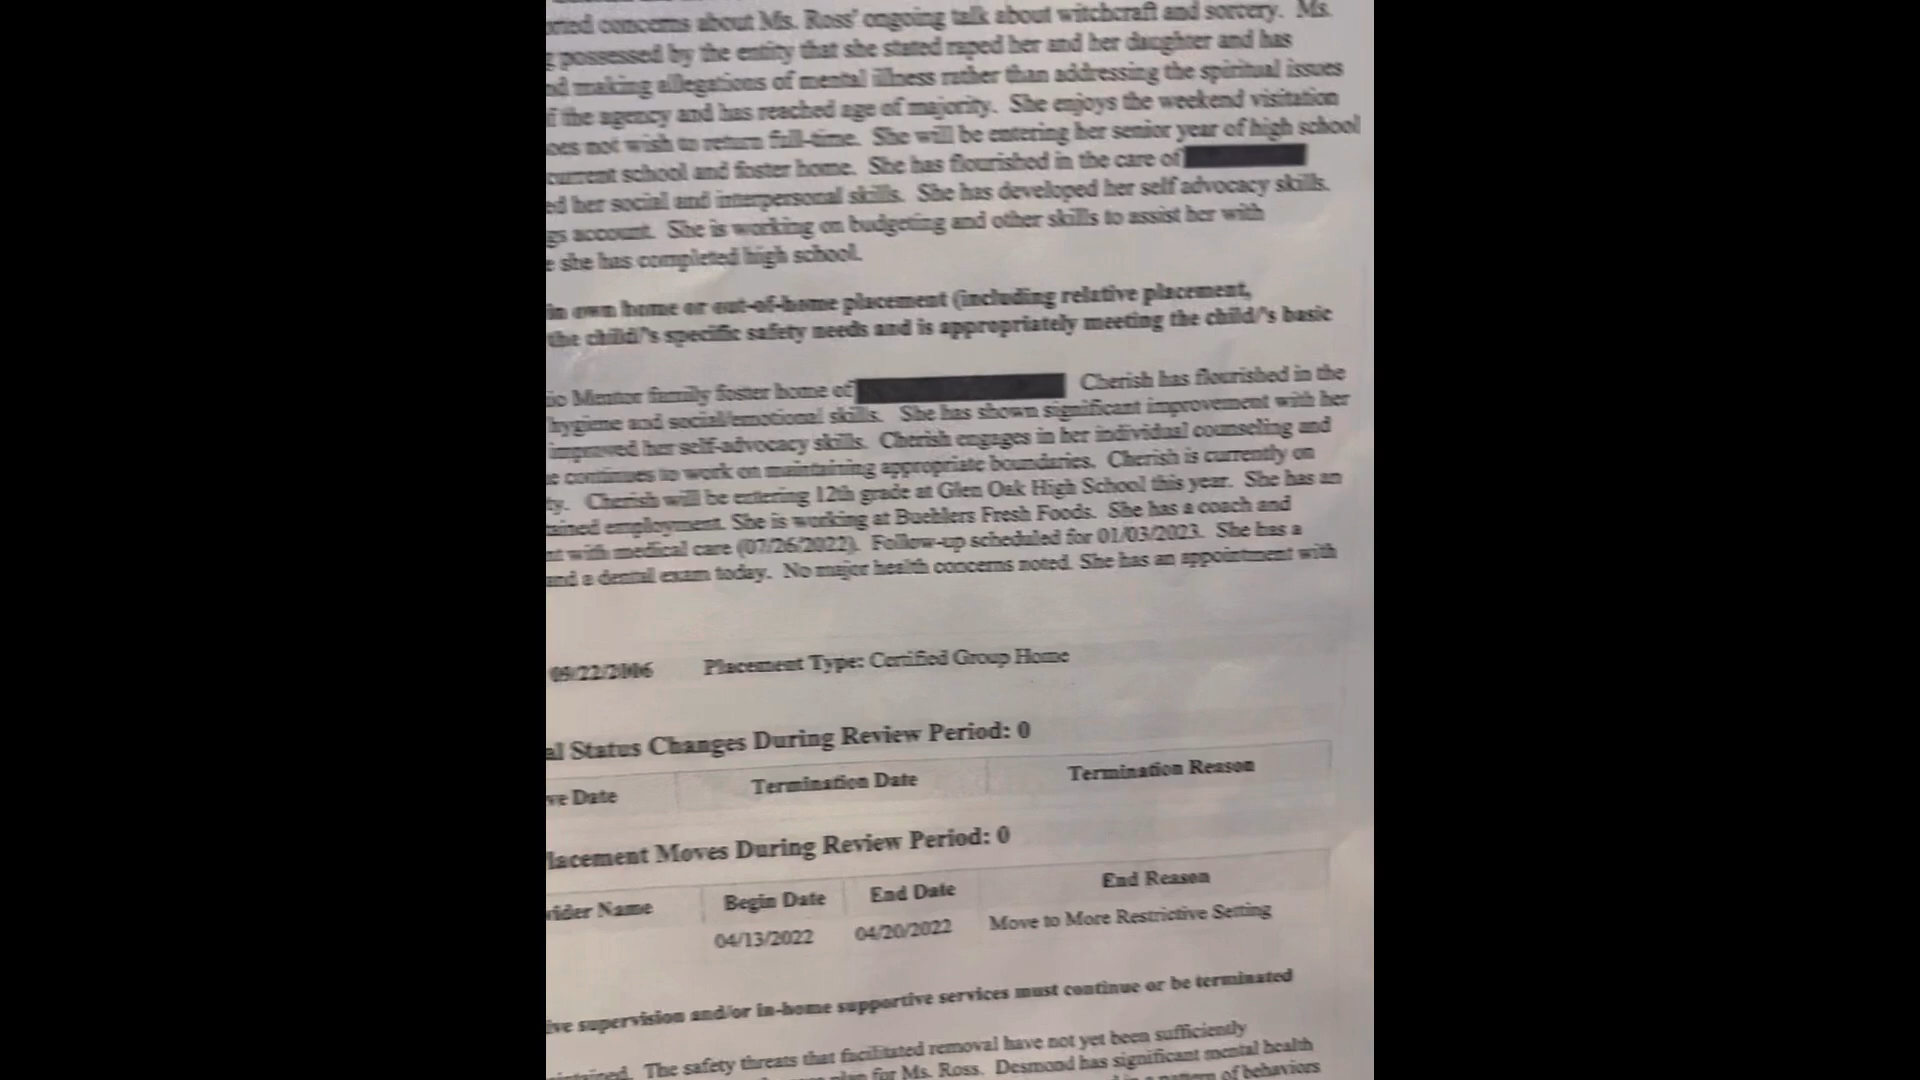 concerns about Ms. Ross' ongoing talk about witchcraft and sorcery. Ms.
possessed by the entity that she stated raped her and her daughter and has
making allegations of mental illness rather than addressing the spiritual issues
the agency and has reached age of majority. She enjoys the weekend visitation
not wish to return full-time. She will be entering her senior year of high school
current school and foster home. She has flourished in the care of
her social and interpersonal skills. She has developed her self advocacy skills.
account. She is working on budgeting and other skills to assist her with
she has completed high school.
in own home or out-of-home placement (including relative placement,
the child/'s specific safety needs and is appropriately meeting the child/'s basic
Mentor family foster home of Cherish has flourished in the
hygiene and social/emotional skills. She has shown significant improvement with her
improved her self-advocacy skills. Cherish engages in her individual counseling and
continues to work on maintaining appropriate boundaries. Cherish is currently on
Cherish will be entering 12th grade at Glen Oak High School this year. She has an
employment. She is working at Buehlers Fresh Foods. She has a coach and
with medical care (07/26/2022). Follow-up scheduled for 01/03/2023. She has a
and a dental exam today. No major health concerns noted. She has an appointment with
09/22/2006 Placement Type: Certified Group Home
Status Changes During Review Period: 0
Date Termination Date Termination Reason
Placement Moves During Review Period: 0
Name Begin Date End Date End Reason
04/13/2022 04/20/2022 Move to More Restrictive Setting
supervision and/or in-home supportive services must continue or be terminated
The safety threats that facilitated removal have not yet been sufficiently
plan for Ms. Ross. Desmond has significant mental health
pattern of behaviors